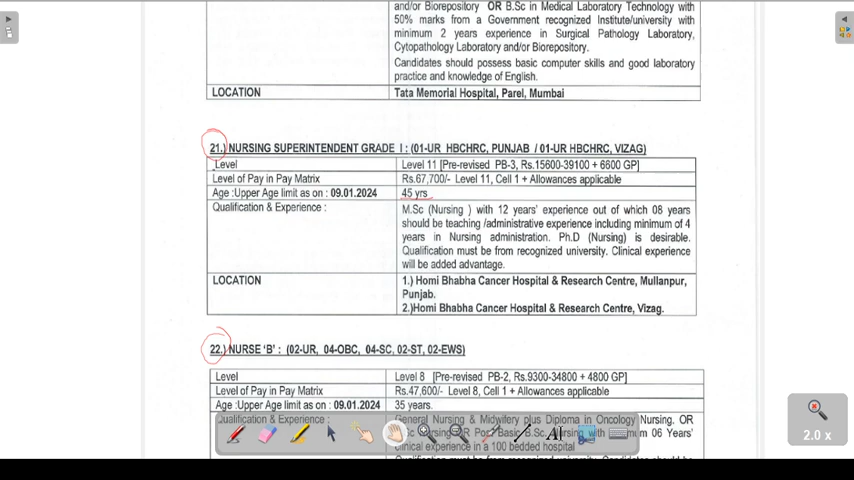 and/or Biorepository OR B.Sc in Medical Laboratory Technology with
50% marks from a Government recognized Institute/university with
minimum 2 years experience in Surgical Pathology Laboratory,
Cytopathology Laboratory and/or Biorepository.
Candidates should possess basic computer skills and good laboratory
practice and knowledge of English.
LOCATION Tata Memorial Hospital, Parel, Mumbai
21.) NURSING SUPERINTENDENT GRADE I : (01-UR HBCHRC, PUNJAB / 01-UR HBCHRC, VIZAG)
Level Level 11 [Pre-revised PB-3, Rs.15600-39100 + 6600 GP]
Level of Pay in Pay Matrix Rs.67,700/- Level 11, Cell 1 + Allowances applicable
Age :Upper Age limit as on : 09.01.2024 45 yrs
Qualification & Experience : M.Sc (Nursing ) with 12 years' experience out of which 08 years
should be teaching /administrative experience including minimum of 4
years in Nursing administration. Ph.D (Nursing) is desirable.
Qualification must be from recognized university. Clinical experience
will be added advantage.
LOCATION 1.) Homi Bhabha Cancer Hospital & Research Centre, Mullanpur,
Punjab.
2.)Homi Bhabha Cancer Hospital & Research Centre, Vizag.
22.) NURSE 'B' : (02-UR, 04-OBC, 04-SC, 02-ST, 02-EWS)
Level Level 8 [Pre-revised PB-2, Rs.9300-34800 + 4800 GP]
Level of Pay in Pay Matrix Rs.47,600/- Level 8, Cell 1 + Allowances applicable
Age :Upper Age limit as on : 09.01.2024 35 years.
Qualification & Experience : General Nursing & Midwifery plus Diploma in Oncology Nursing. OR
Nursing OR Post Basic B.Sc. Nursing with 06 Years'
clinical experience in a 100 bedded hospital
2.0 x